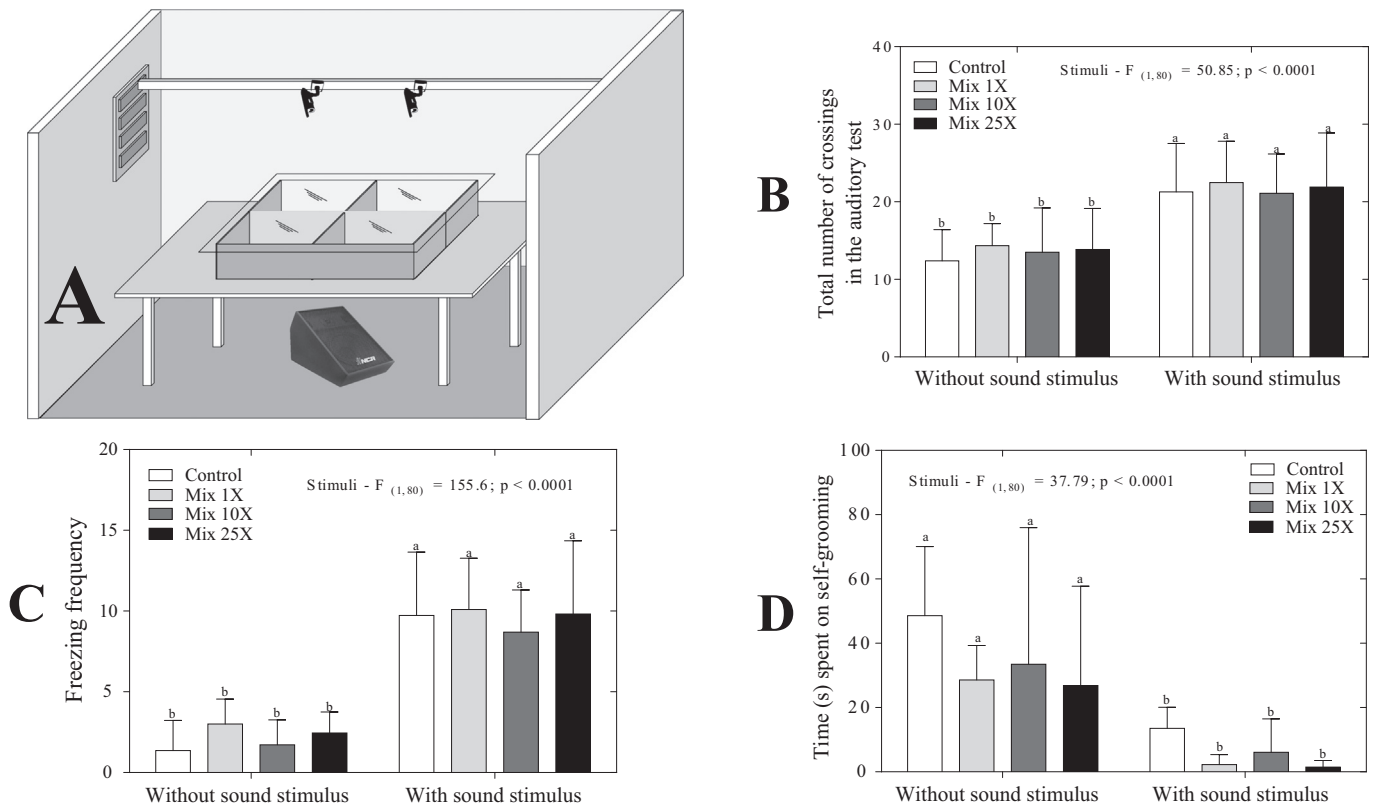 A
NCA
B
Total number of crossings
in the auditory test
40
30
20
10
0
Control
Mix 1X
Mix 10X
Mix 25X
Stimuli - F (1,80) = 50.85; p < 0.0001
b b b b a a a a
Without sound stimulus With sound stimulus
C
Freezing frequency
20
15
10
5
0
Control
Mix 1X
Mix 10X
Mix 25X
Stimuli - F (1,80) = 155.6; p < 0.0001
b b b b a a a a
Without sound stimulus With sound stimulus
D
Time (s) spent on self-grooming
100
80
60
40
20
0
Stimuli - F (1,80) = 37.79; p < 0.0001
Control
Mix 1X
Mix 10X
Mix 25X
a a a a b b b b
Without sound stimulus With sound stimulus